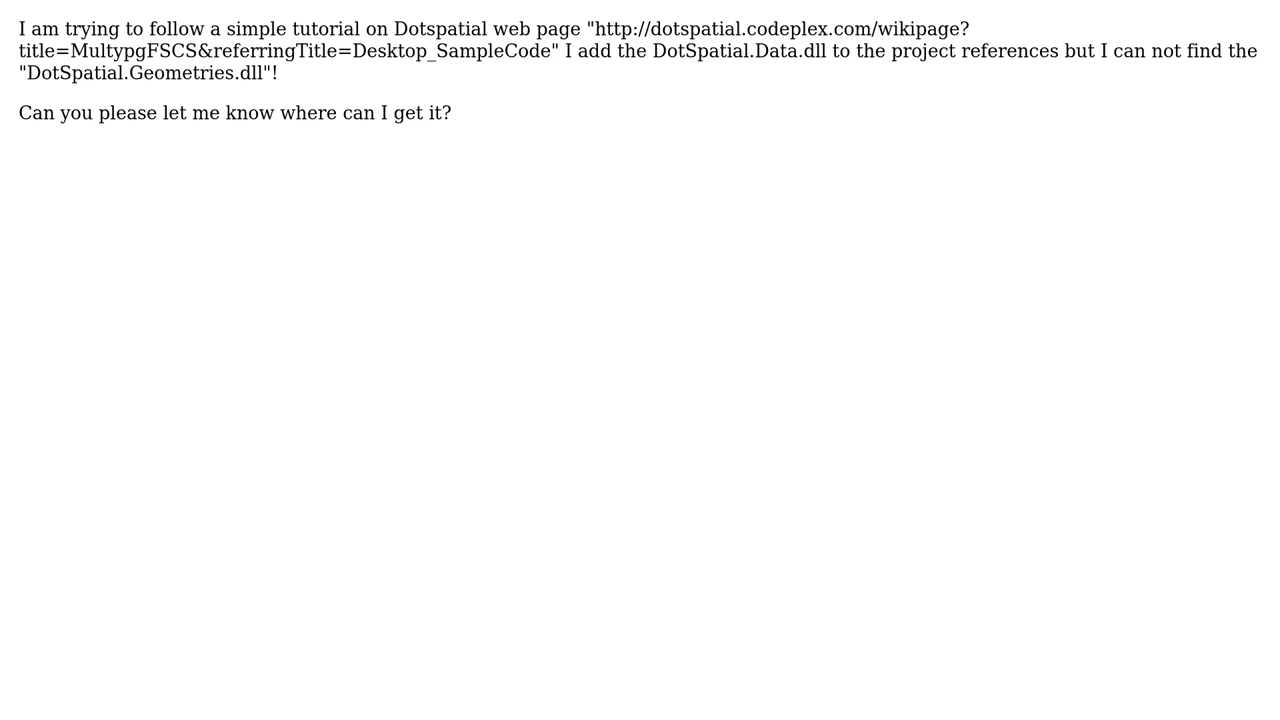 I am trying to follow a simple tutorial on Dotspatial web page "http://dotspatial.codeplex.com/wikipage?
title=MultypgFSCS&referringTitle=Desktop_SampleCode" I add the DotSpatial.Data.dll to the project references but I can not find the
"DotSpatial.Geometries.dll"!
Can you please let me know where can I get it?